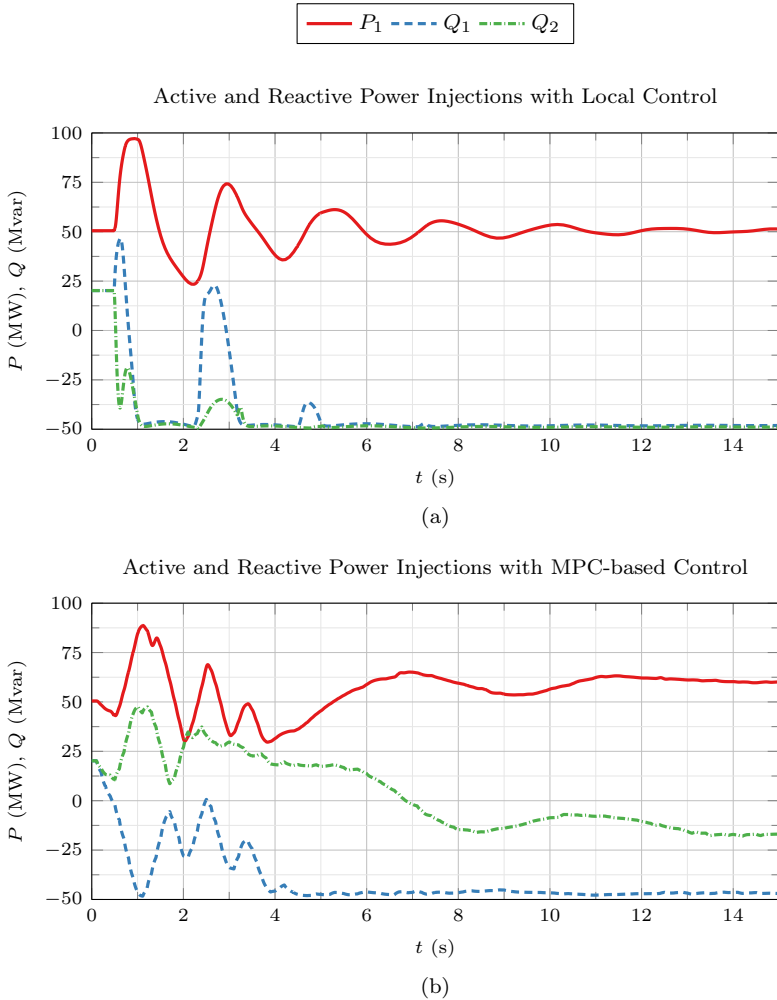 P₁ Q₁ Q₂
Active and Reactive Power Injections with Local Control
100
75
50
25
0
−25
−50
P (MW), Q (Mvar)
0 2 4 6 8 10 12 14
t (s)
(a)
Active and Reactive Power Injections with MPC-based Control
100
75
50
25
0
−25
−50
P (MW), Q (Mvar)
0 2 4 6 8 10 12 14
t (s)
(b)